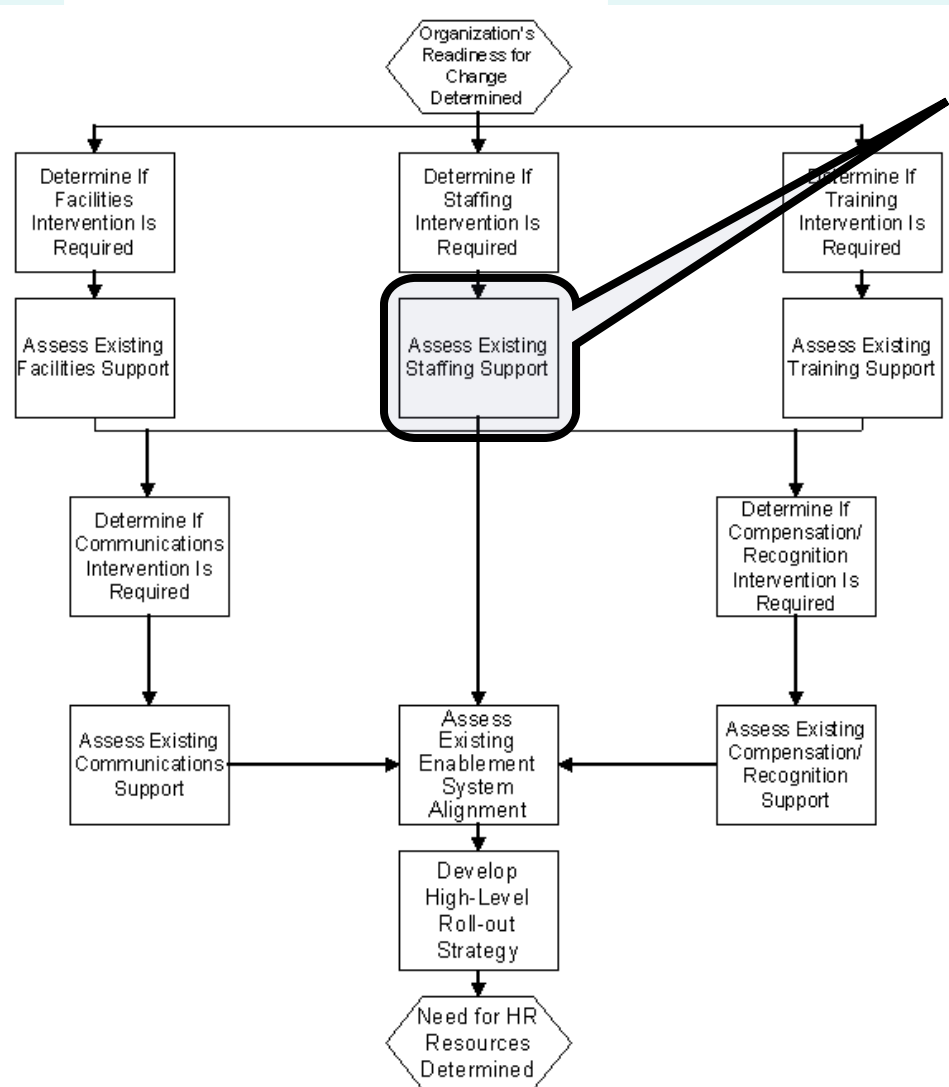 Organization's
Readiness for
Change
Determined
Determine If
Facilities
Intervention Is
Required
Determine If
Staffing
Intervention Is
Required
Determine If
Training
Intervention Is
Required
Assess Existing
Facilities Support
Assess Existing
Staffing Support
Assess Existing
Training Support
Determine If
Communications
Intervention Is
Required
Determine If
Compensation/
Recognition
Intervention Is
Required
Assess Existing
Communications
Support
Assess
Existing
Enablement
System
Alignment
Assess Existing
Compensation/
Recognition
Support
Develop
High-Level
Roll-out
Strategy
Need for HR
Resources
Determined